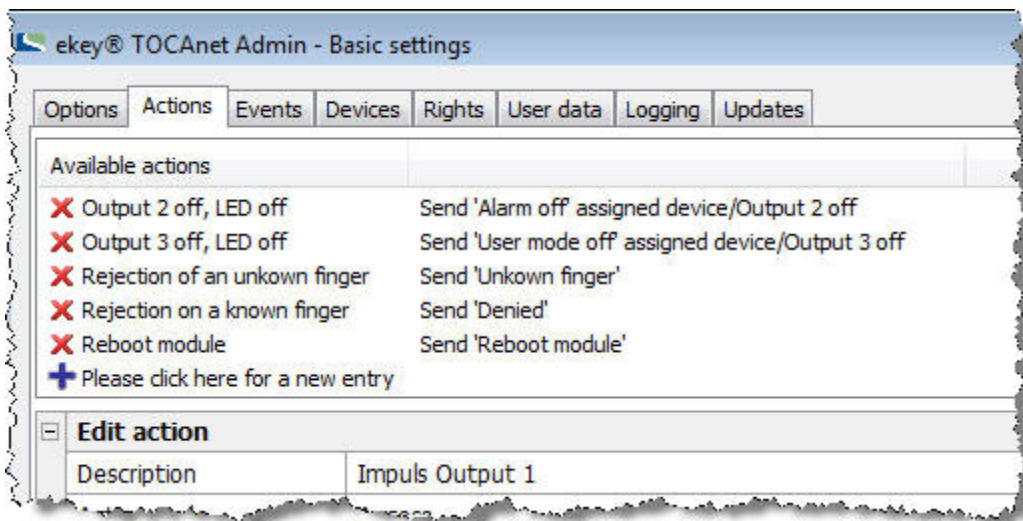 ekey® TOCAnet Admin - Basic settings
Options Actions Events Devices Rights User data Logging Updates
Available actions
Output 2 off, LED off Send 'Alarm off' assigned device/Output 2 off
Output 3 off, LED off Send 'User mode off' assigned device/Output 3 off
Rejection of an unkown finger Send 'Unkown finger'
Rejection on a known finger Send 'Denied'
Reboot module Send 'Reboot module'
Please click here for a new entry
Edit action
Description Impuls Output 1